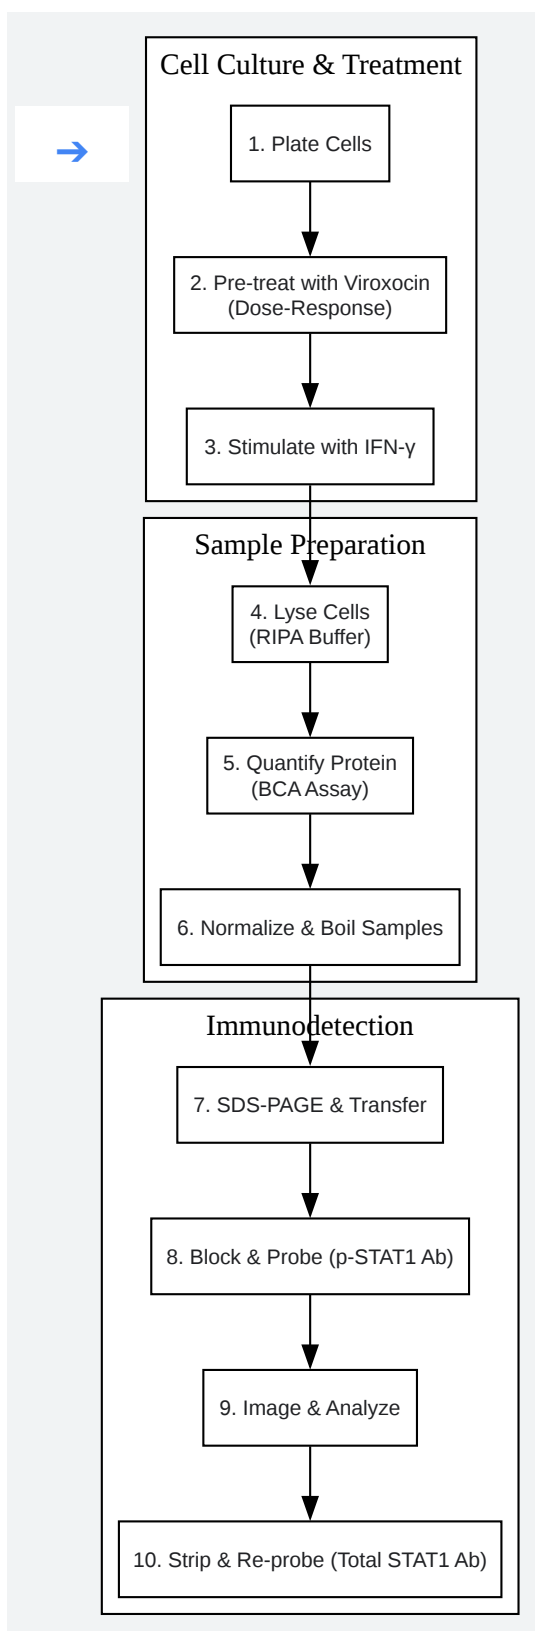 Cell Culture & Treatment
➔
1. Plate Cells
2. Pre-treat with Viroxocin
(Dose-Response)
3. Stimulate with IFN-γ
Sample Preparation
4. Lyse Cells
(RIPA Buffer)
5. Quantify Protein
(BCA Assay)
6. Normalize & Boil Samples
Immunodetection
7. SDS-PAGE & Transfer
8. Block & Probe (p-STAT1 Ab)
9. Image & Analyze
10. Strip & Re-probe (Total STAT1 Ab)